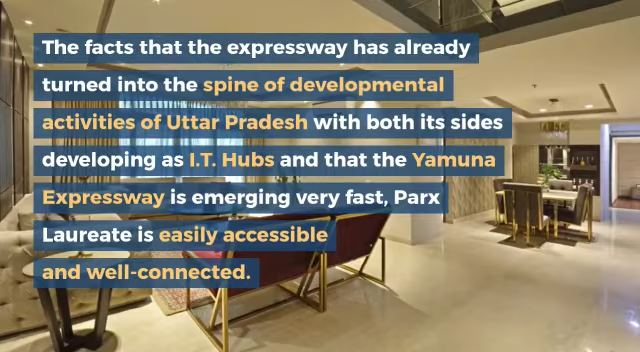 The facts that the expressway has already
turned into the spine of developmental
activities of Uttar Pradesh with both its sides
developing as I.T. Hubs and that the Yamuna
Expressway is emerging very fast, Parx
Laureate is easily accessible
and well-connected.